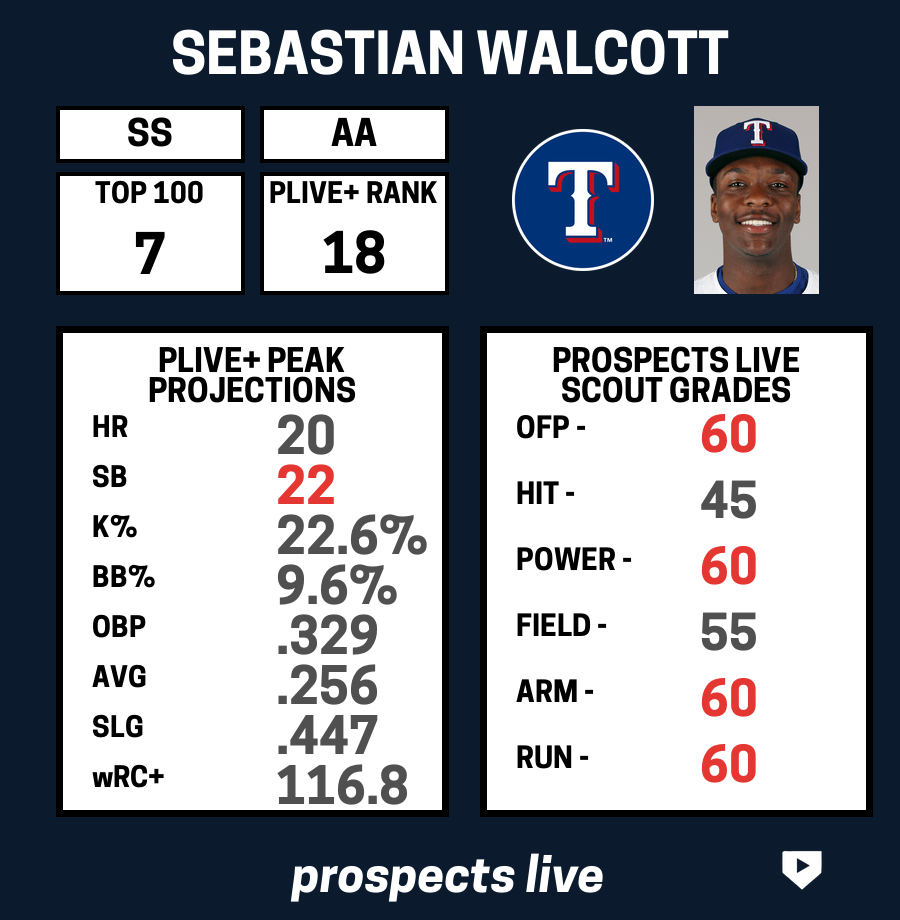 SEBASTIAN WALCOTT
SS
AA
TOP 100
7
PLIVE+ RANK
18
T
TM
T
PLIVE+ PEAK
PROJECTIONS
HR 20
SB 22
K% 22.6%
BB% 9.6%
OBP .329
AVG .256
SLG .447
wRC+ 116.8
PROSPECTS LIVE
SCOUT GRADES
OFP - 60
HIT - 45
POWER - 60
FIELD - 55
ARM - 60
RUN - 60
prospects live